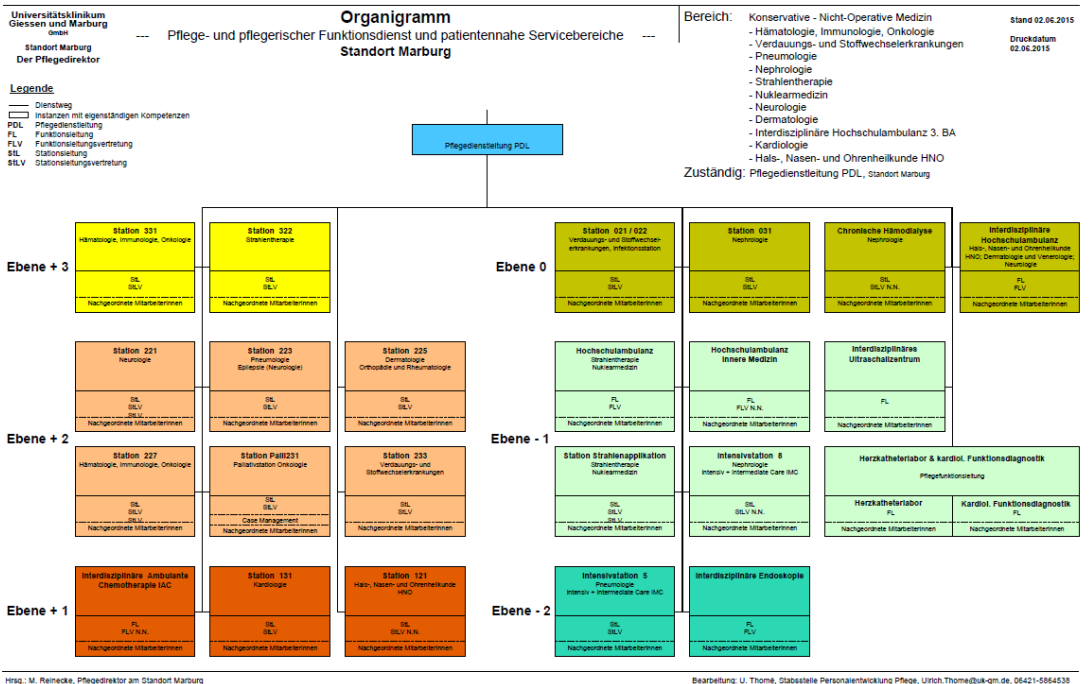 Universitätsklinikum
Giessen und Marburg
GmbH
Standort Marburg
Der Pflegedirektor
Organigramm
--- Pflege- und pflegerischer Funktionsdienst und patientennahe Servicebereiche ---
Standort Marburg
Bereich: Konservative - Nicht-Operative Medizin
- Hämatologie, Immunologie, Onkologie
- Verdauungs- und Stoffwechselerkrankungen
- Pneumologie
- Nephrologie
- Strahlentherapie
- Nuklearmedizin
- Neurologie
- Dermatologie
- Interdisziplinäre Hochschulambulanz 3. BA
- Kardiologie
- Hals-, Nasen- und Ohrenheilkunde HNO
Zuständig: Pflegedienstleitung PDL, Standort Marburg
Stand 02.06.2015
Druckdatum
02.06.2015
Legende
Dienstweg
Instanzen mit eigenständigen Kompetenzen
PDL Pflegedienstleitung
FL Funktionsleitung
FLV Funktionsleitungsvertretung
StL Stationsleitung
StLV Stationsleitungsvertretung
Pflegedienstleitung PDL
Ebene + 3
Station 331
Hämatologie, Immunologie, Onkologie
StL
StLV
Nachgeordnete MitarbeiterInnen
Station 322
Strahlentherapie
StL
StLV
Nachgeordnete MitarbeiterInnen
Ebene 0
Station 021 / 022
Verdauungs- und Stoffwechsel-
erkrankungen, Infektionsstation
StL
StLV
Nachgeordnete MitarbeiterInnen
Station 031
Nephrologie
StL
StLV
Nachgeordnete MitarbeiterInnen
Chronische Hämodialyse
Nephrologie
StL
StLV N.N.
Nachgeordnete MitarbeiterInnen
Interdisziplinäre
Hochschulambulanz
Hals-, Nasen- und Ohrenheilkunde
HNO; Dermatologie und Venerologie;
Neurologie
FL
FLV
Nachgeordnete MitarbeiterInnen
Ebene + 2
Station 221
Neurologie
StL
StLV
StLV
Nachgeordnete MitarbeiterInnen
Station 223
Pneumologie
Epilepsie (Neurologie)
StL
StLV
Nachgeordnete MitarbeiterInnen
Station 225
Dermatologie
Orthopädie und Rheumatologie
StL
StLV
Nachgeordnete MitarbeiterInnen
Station 227
Hämatologie, Immunologie, Onkologie
StL
StLV
StLV
Nachgeordnete MitarbeiterInnen
Station Palli231
Palliativstation Onkologie
StL
StLV
Case Management
Nachgeordnete MitarbeiterInnen
Station 233
Verdauungs- und
Stoffwechselerkrankungen
StL
StLV
Nachgeordnete MitarbeiterInnen
Ebene - 1
Hochschulambulanz
Strahlentherapie
Nuklearmedizin
FL
FLV
Nachgeordnete MitarbeiterInnen
Hochschulambulanz
Innere Medizin
FL
FLV N.N.
Nachgeordnete MitarbeiterInnen
Interdisziplinäres
Ultraschallzentrum
FL
Nachgeordnete MitarbeiterInnen
Station Strahlenapplikation
Strahlentherapie
Nuklearmedizin
StL
StLV
StLV
Nachgeordnete MitarbeiterInnen
Intensivstation 8
Nephrologie
Intensiv + Intermediate Care IMC
StL
StLV N.N.
Nachgeordnete MitarbeiterInnen
Herzkatheterlabor & kardiol. Funktionsdiagnostik
Pflegefunktionsleitung
Herzkatheterlabor
FL
Nachgeordnete MitarbeiterInnen
Kardiol. Funktionsdiagnostik
FL
Nachgeordnete MitarbeiterInnen
Ebene + 1
Interdisziplinäre Ambulante
Chemotherapie IAC
FL
FLV N.N.
Nachgeordnete MitarbeiterInnen
Station 131
Kardiologie
StL
StLV
Nachgeordnete MitarbeiterInnen
Station 121
Hals-, Nasen- und Ohrenheilkunde
HNO
StL
StLV N.N.
Nachgeordnete MitarbeiterInnen
Ebene - 2
Intensivstation 5
Pneumologie
Intensiv + Intermediate Care IMC
StL
StLV
Nachgeordnete MitarbeiterInnen
Interdisziplinäre Endoskopie
FL
FLV
Nachgeordnete MitarbeiterInnen
Hrsg.: M. Reinecke, Pflegedirektor am Standort Marburg
Bearbeitung: U. Thomé, Stabsstelle Personalentwicklung Pflege, Ulrich.Thome@uk-gm.de, 06421-5864538